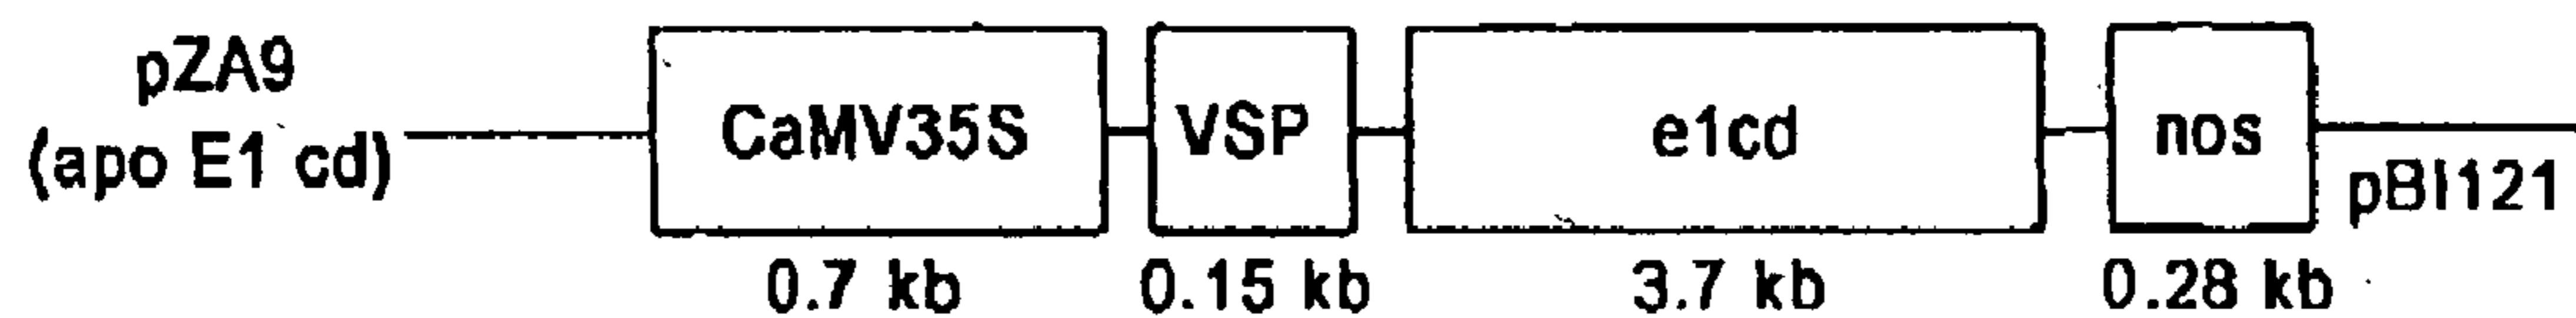 pZA9
(apo E1 cd)
CaMV35S
VSP
e1cd
nos
pBI121
0.7 kb
0.15 kb
3.7 kb
0.28 kb